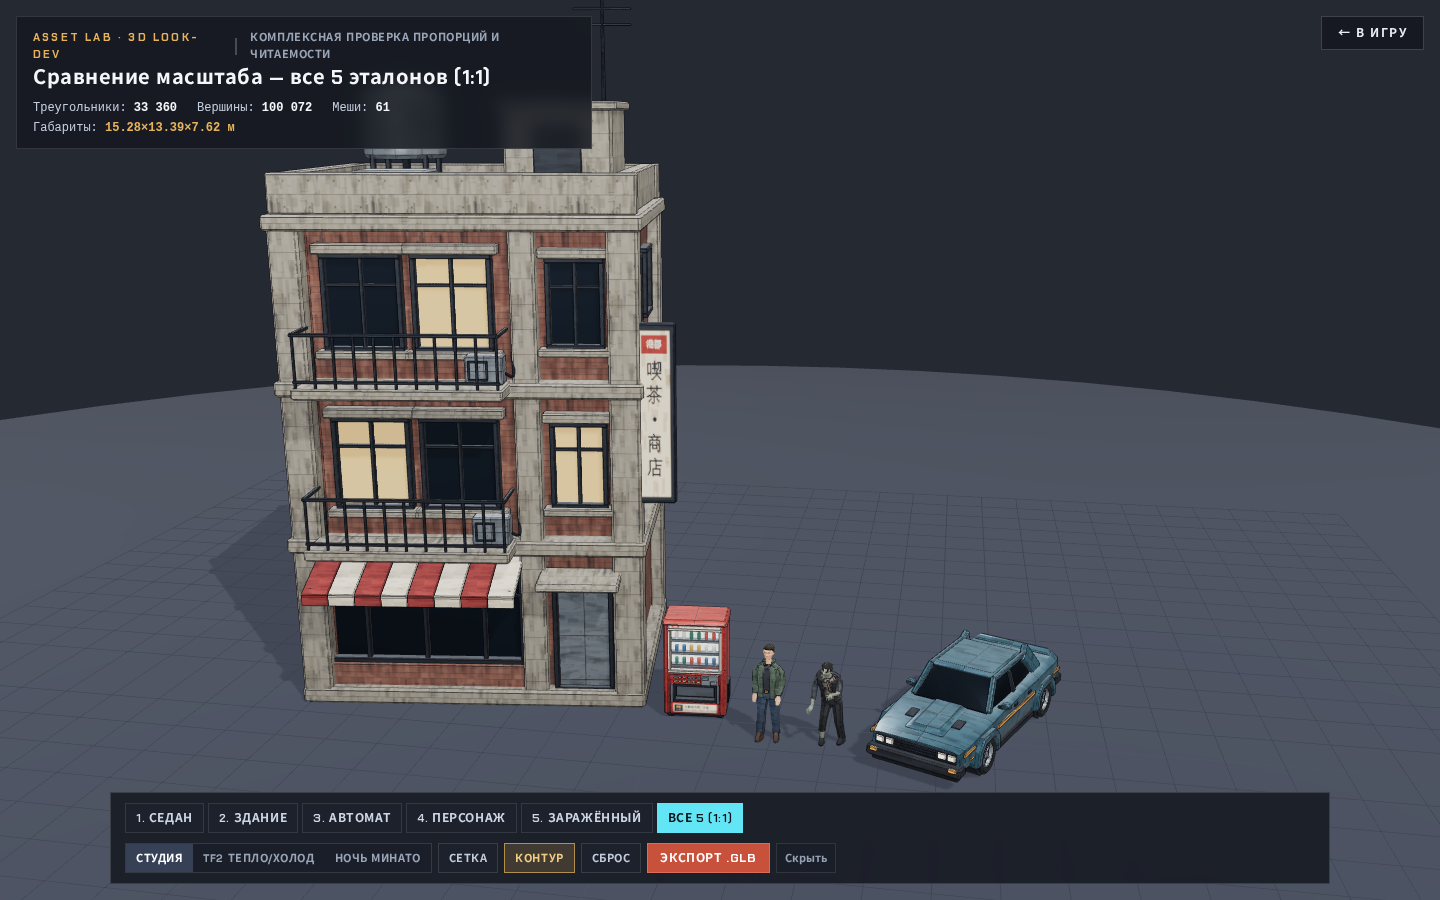 ASSET LAB · 3D LOOK-
DEV
КОМПЛЕКСНАЯ ПРОВЕРКА ПРОПОРЦИЙ И
ЧИТАЕМОСТИ
← В ИГРУ
Сравнение масштаба — все 5 эталонов (1:1)
Треугольники: 33 360 Вершины: 100 072 Меши: 61
Габариты: 15.28×13.39×7.62 м
喫茶・商店
1. СЕДАН 2. ЗДАНИЕ 3. АВТОМАТ 4. ПЕРСОНАЖ 5. ЗАРАЖЁННЫЙ ВСЕ 5 (1:1)
СТУДИЯ TF2 ТЕПЛО/ХОЛОД НОЧЬ МИНАТО СЕТКА КОНТУР СБРОС ЭКСПОРТ .GLB Скрыть